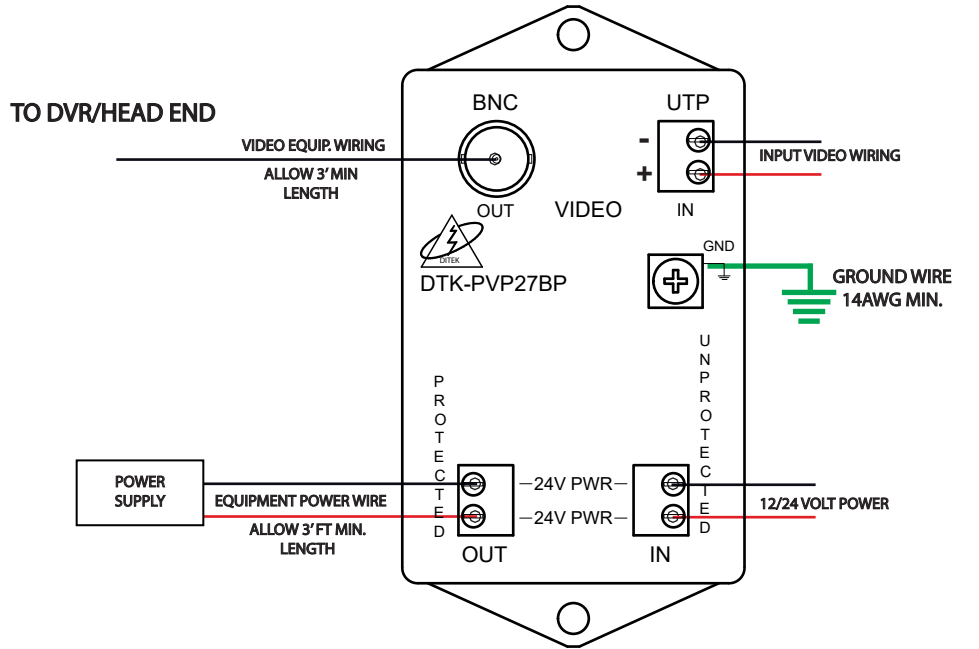 TO DVR/HEAD END
VIDEO EQUIP. WIRING
ALLOW 3' MIN
LENGTH
BNC
UTP
-
+
INPUT VIDEO WIRING
OUT
VIDEO
IN
DITEK
DTK-PVP27BP
GND
GROUND WIRE
14AWG MIN.
PROTECTED
UNPROTECTED
POWER
SUPPLY
EQUIPMENT POWER WIRE
ALLOW 3' FT MIN.
LENGTH
24V PWR
24V PWR
12/24 VOLT POWER
OUT
IN